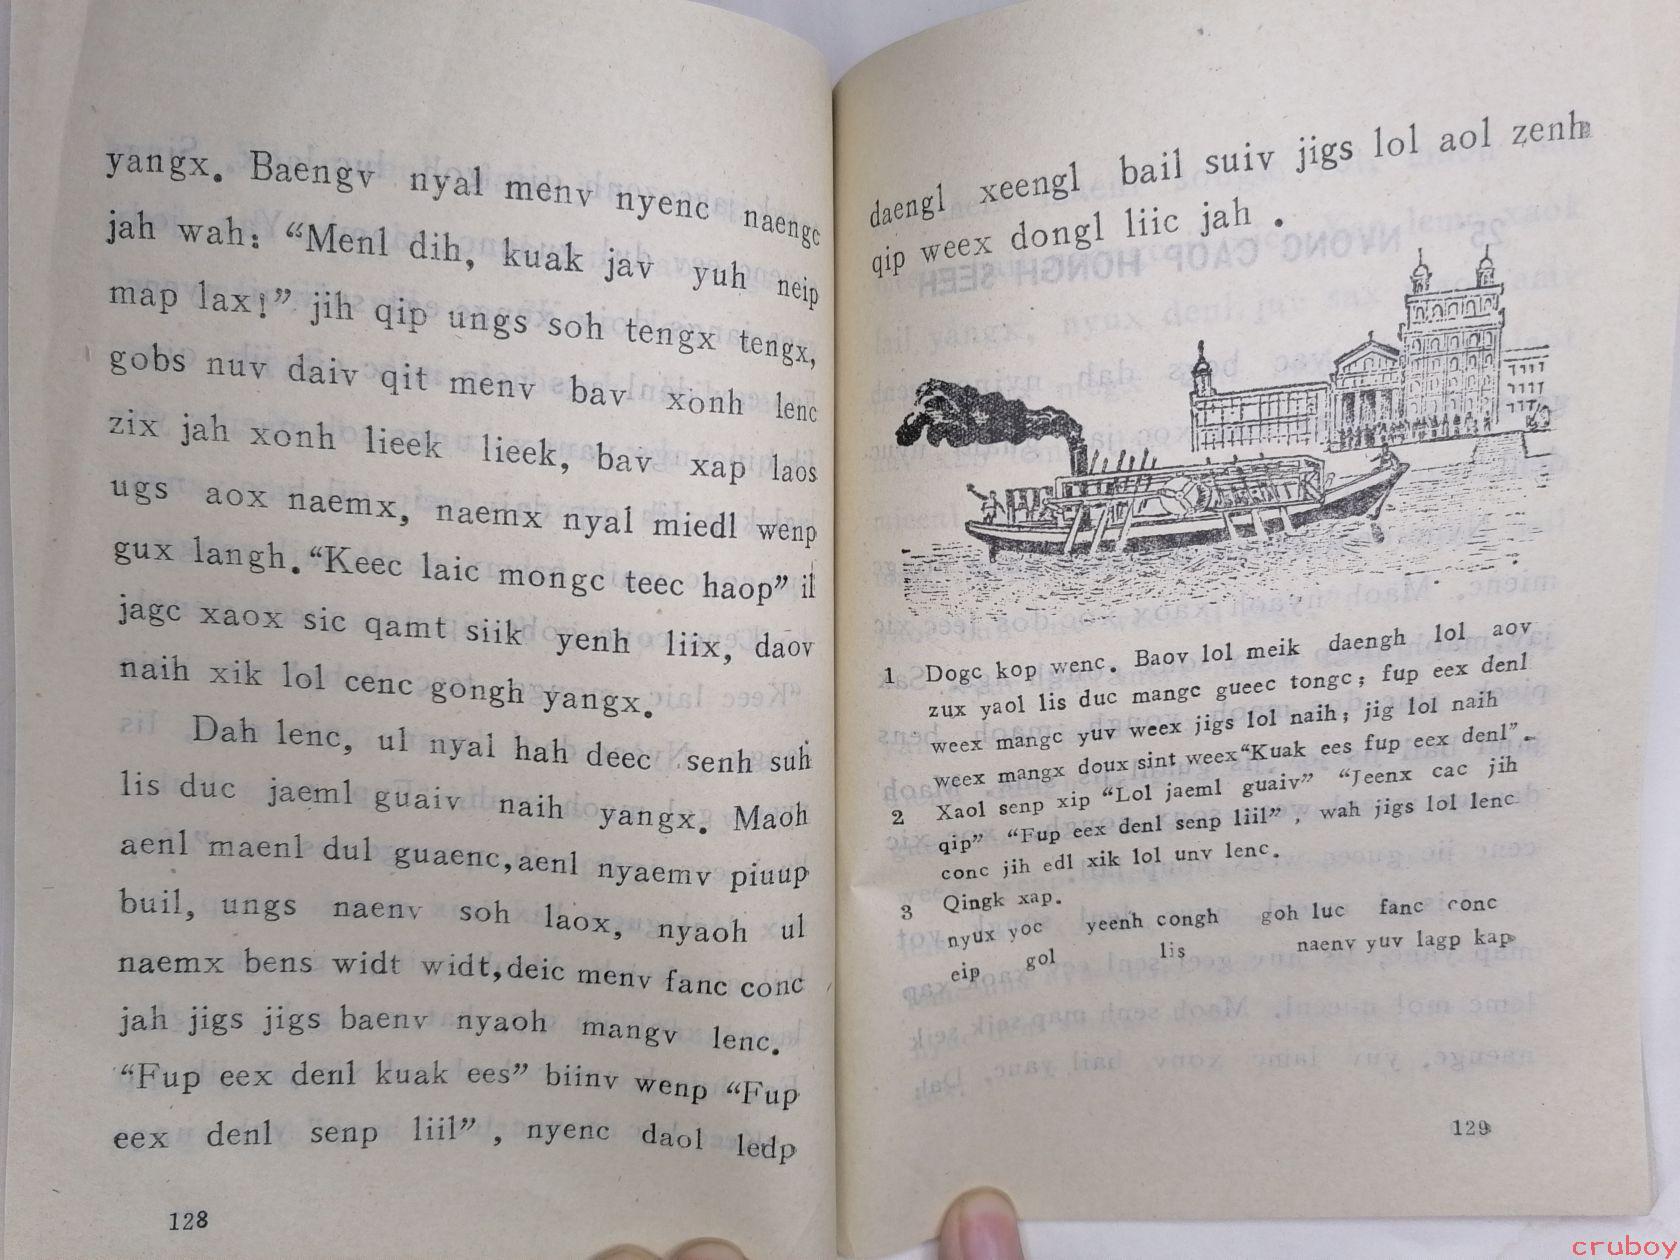 yangx. Baengv nyal menv nyenc naengc
jah wah: “Menl dih, kuak jav yuh neip
map lax!” jih qip ungs soh tengx tengx,
gobs nuv daiv qit menv bav xonh lenc
zix jah xonh lieek lieek, bav xap laos
ugs aox naemx, naemx nyal miedl wenp
gux langh. “Keec laic mongc teec haop” il
jagc xaox sic qamt siik yenh liix, daov
naih xik lol cenc gongh yangx.
Dah lenc, ul nyal hah deec senh suh
lis duc jaeml guaiv naih yangx. Maoh
aenl maenl dul guaenc, aenl nyaemv piuup
buil, ungs naenv soh laox, nyaoh ul
naemx bens widt widt, deic menv fanc conc
jah jigs jigs baenv nyaoh mangv lenc.
“Fup eex denl kuak ees” biinv wenp “Fup
eex denl senp liil”, nyenc daol ledp
128
daengl xeengl bail suiv jigs lol aol zenh
qip weex dongl liic jah .
1 Dogc kop wenc. Baov lol meik daengh lol aov
zux yaol lis duc mangc gueec tongc; fup eex denl
weex mangc yuv weex jigs lol naih; jig lol naih
weex mangx doux sint weex “Kuak ees fup eex denl”.
2 Xaol senp xip “Lol jaeml guaiv” “Jeenx cac jih
qip” “Fup eex denl senp liil”, wah jigs lol lenc
conc jih edl xik lol unv lenc.
3 Qingk xap.
nyux yoc yeenh congh goh luc fanc conc
eip gol lis naenv yuv lagp kap
129
cruboy